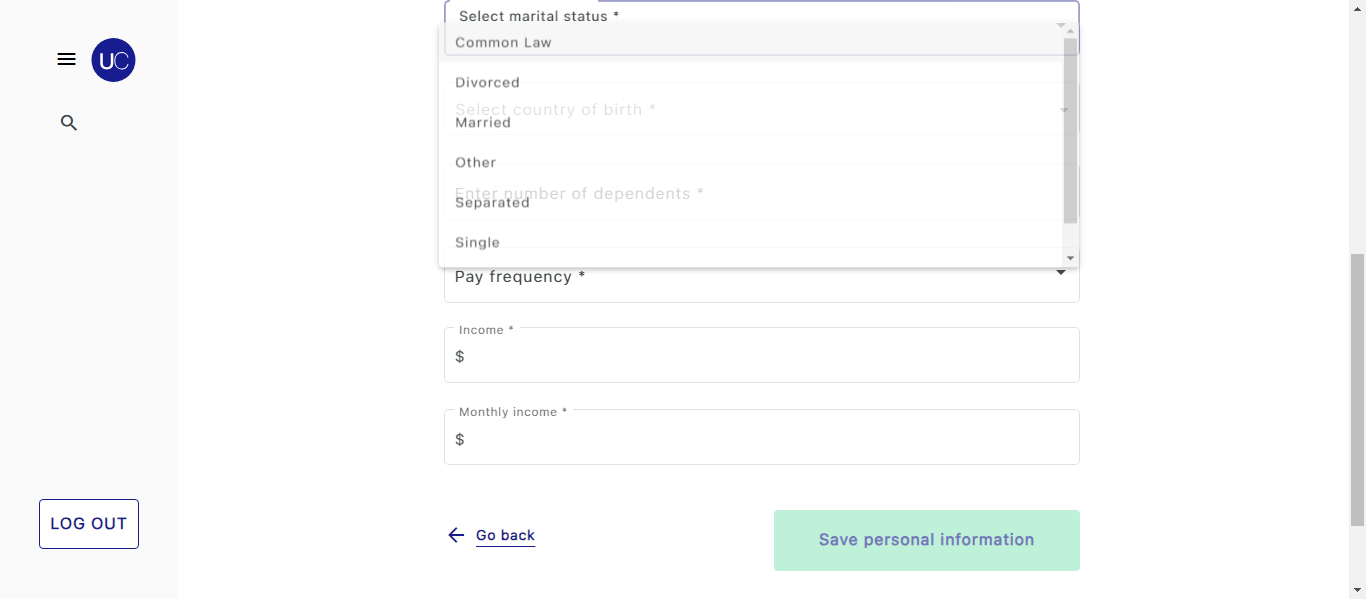 Select marital status *
UC
Common Law
Divorced
Select country of birth *
Married
Other
Enter number of dependents *
Separated
Single
Pay frequency *
Income *
$
Monthly income *
$
LOG OUT
Go back
Save personal information